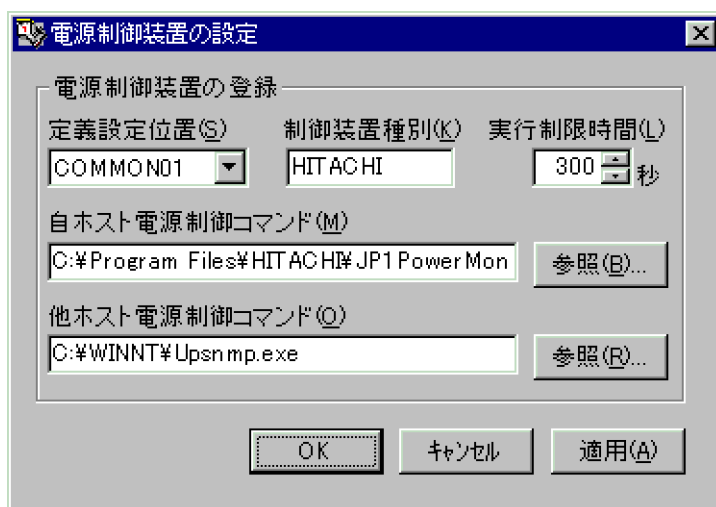 電源制御装置の設定
電源制御装置の登録
定義設定位置(S) 制御装置種別(K) 実行制限時間(L)
COMMON01 HITACHI 300 秒
自ホスト電源制御コマンド(M)
C:¥Program Files¥HITACHI¥JP1PowerMon 参照(B)...
他ホスト電源制御コマンド(O)
C:¥WINNT¥Upsnmp.exe 参照(R)...
OK ｷｬﾝｾﾙ 適用(A)